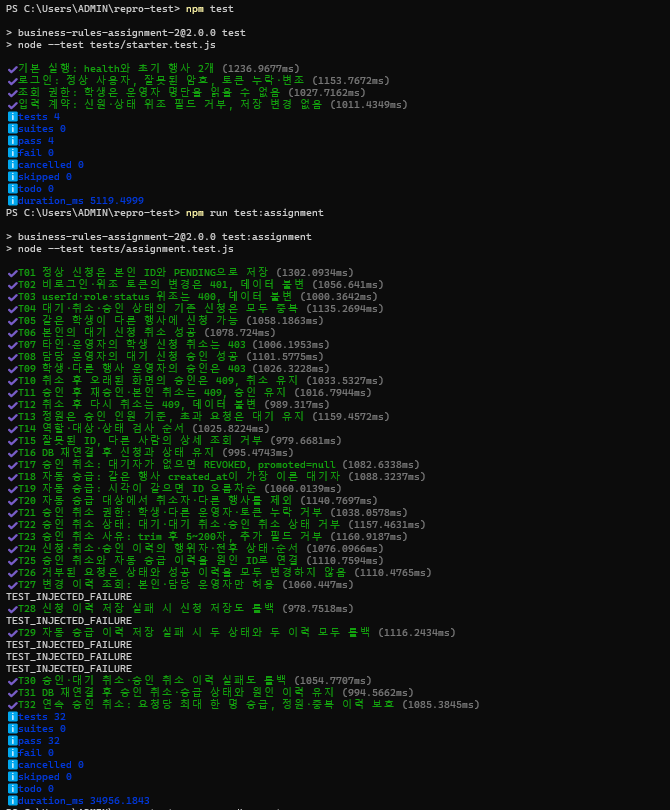 PS C:\Users\ADMIN\repro-test> npm test
> business-rules-assignment-2@2.0.0 test
> node --test tests/starter.test.js
✔기본 실행: health와 초기 행사 2개 (1236.9677ms)
✔로그인: 정상 사용자, 잘못된 암호, 토큰 누락·변조 (1153.7672ms)
✔조회 권한: 학생은 운영자 명단을 읽을 수 없음 (1027.7162ms)
✔입력 계약: 신원·상태 위조 필드 거부, 저장 변경 없음 (1011.4349ms)
ℹtests 4
ℹsuites 0
ℹpass 4
ℹfail 0
ℹcancelled 0
ℹskipped 0
ℹtodo 0
ℹduration_ms 5119.4999
PS C:\Users\ADMIN\repro-test> npm run test:assignment
> business-rules-assignment-2@2.0.0 test:assignment
> node --test tests/assignment.test.js
✔T01 정상 신청은 본인 ID와 PENDING으로 저장 (1302.0934ms)
✔T02 비로그인·위조 토큰의 변경은 401, 데이터 불변 (1056.641ms)
✔T03 userId·role·status 위조는 400, 데이터 불변 (1000.3642ms)
✔T04 대기·취소·승인 상태의 기존 신청은 모두 중복 (1135.2694ms)
✔T05 같은 학생이 다른 행사에 신청 가능 (1058.1863ms)
✔T06 본인의 대기 신청 취소 성공 (1078.724ms)
✔T07 타인·운영자의 학생 신청 취소는 403 (1006.1953ms)
✔T08 담당 운영자의 대기 신청 승인 성공 (1101.5775ms)
✔T09 학생·다른 행사 운영자의 승인은 403 (1026.3228ms)
✔T10 취소 후 오래된 화면의 승인은 409, 취소 유지 (1033.5327ms)
✔T11 승인 후 재승인·본인 취소는 409, 승인 유지 (1016.7944ms)
✔T12 취소 후 다시 취소는 409, 데이터 불변 (989.317ms)
✔T13 정원은 승인 인원 기준, 초과 요청은 대기 유지 (1159.4572ms)
✔T14 역할·대상·상태 검사 순서 (1025.8224ms)
✔T15 잘못된 ID, 다른 사람의 상세 조회 거부 (979.6681ms)
✔T16 DB 재연결 후 신청과 상태 유지 (995.4743ms)
✔T17 승인 취소: 대기자가 없으면 REVOKED, promoted=null (1082.6338ms)
✔T18 자동 승급: 같은 행사 created_at이 가장 이른 대기자 (1088.3237ms)
✔T19 자동 승급: 시각이 같으면 ID 오름차순 (1060.0139ms)
✔T20 자동 승급 대상에서 취소자·다른 행사를 제외 (1140.7697ms)
✔T21 승인 취소 권한: 학생·다른 운영자·토큰 누락 거부 (1038.0578ms)
✔T22 승인 취소 상태: 대기·대기 취소·승인 취소 상태 거부 (1157.4631ms)
✔T23 승인 취소 사유: trim 후 5~200자, 추가 필드 거부 (1160.9187ms)
✔T24 신청·취소·승인 이력의 행위자·전후 상태·순서 (1076.0966ms)
✔T25 승인 취소와 자동 승급 이력을 원인 ID로 연결 (1110.7594ms)
✔T26 거부된 요청은 상태와 성공 이력을 모두 변경하지 않음 (1110.4765ms)
✔T27 변경 이력 조회: 본인·담당 운영자만 허용 (1060.447ms)
TEST_INJECTED_FAILURE
✔T28 신청 이력 저장 실패 시 신청 저장도 롤백 (978.7518ms)
TEST_INJECTED_FAILURE
✔T29 자동 승급 이력 저장 실패 시 두 상태와 두 이력 모두 롤백 (1116.2434ms)
TEST_INJECTED_FAILURE
TEST_INJECTED_FAILURE
TEST_INJECTED_FAILURE
✔T30 승인·대기 취소·승인 취소 이력 실패도 롤백 (1054.7707ms)
✔T31 DB 재연결 후 승인 취소·승급 상태와 원인 이력 유지 (994.5662ms)
✔T32 연속 승인 취소: 요청당 최대 한 명 승급, 정원·중복 이력 보호 (1085.3845ms)
ℹtests 32
ℹsuites 0
ℹpass 32
ℹfail 0
ℹcancelled 0
ℹskipped 0
ℹtodo 0
ℹduration_ms 34956.1843